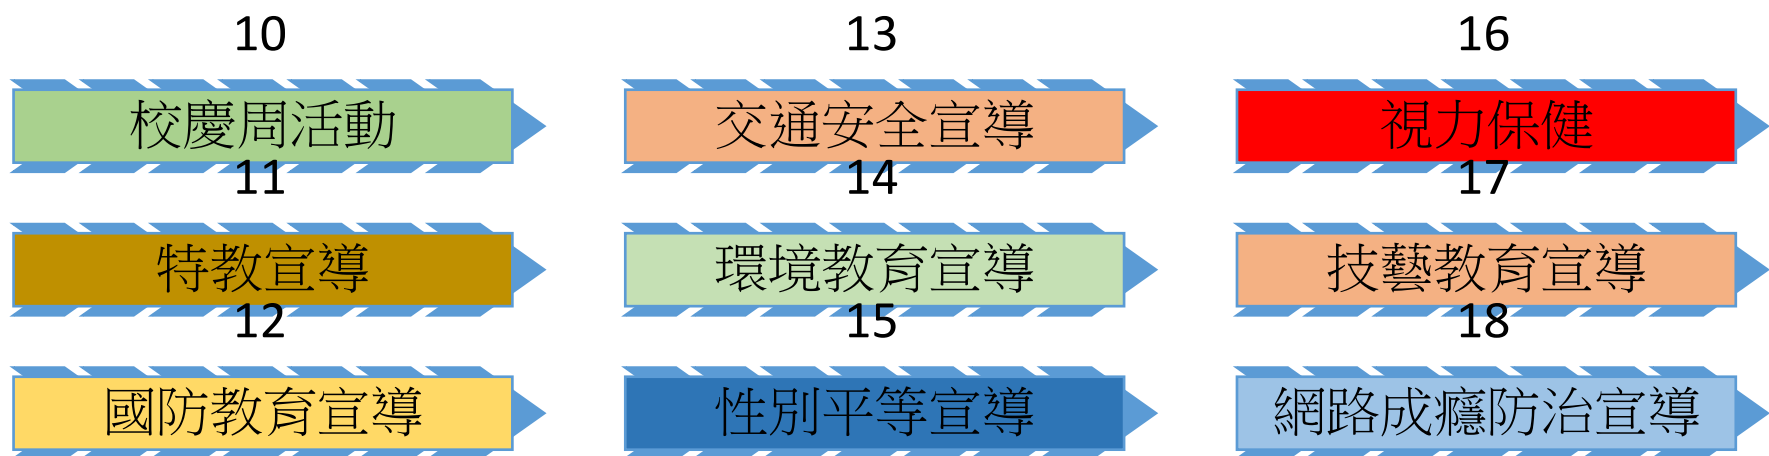 10
校慶周活動
11
特教宣導
12
國防教育宣導
13
交通安全宣導
14
環境教育宣導
15
性別平等宣導
16
視力保健
17
技藝教育宣導
18
網路成癮防治宣導